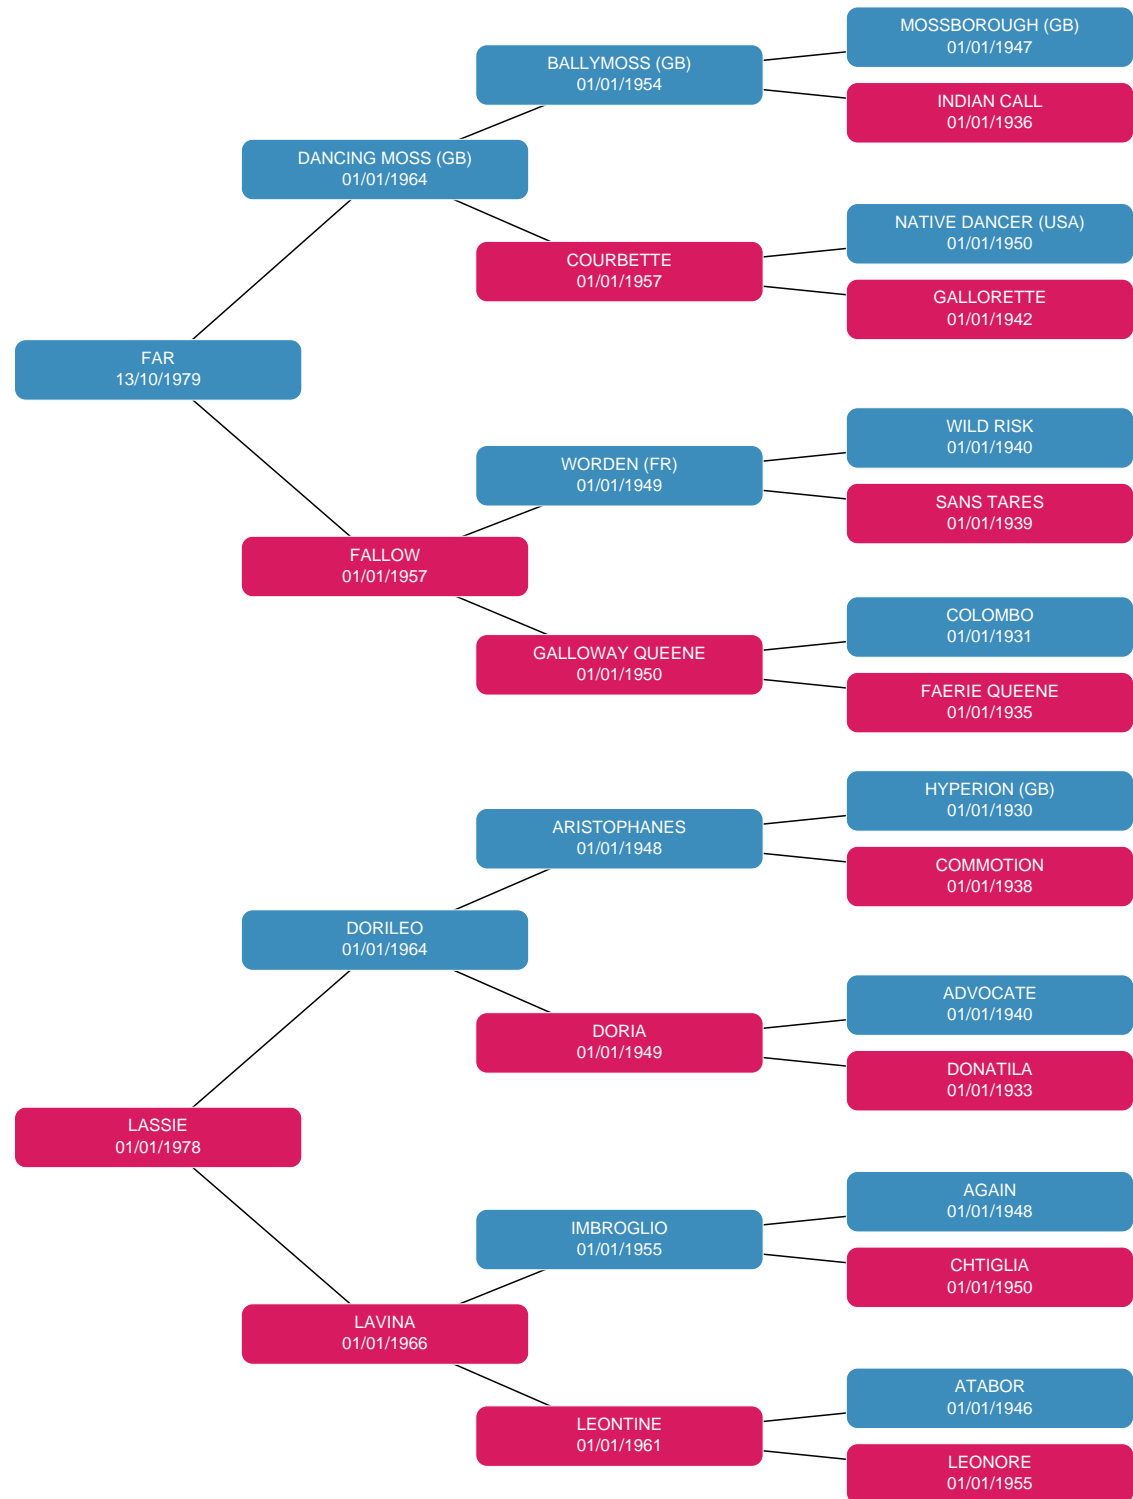 MOSSBOROUGH (GB)
01/01/1947
BALLYMOSS (GB)
01/01/1954
INDIAN CALL
01/01/1936
DANCING MOSS (GB)
01/01/1964
NATIVE DANCER (USA)
01/01/1950
COURBETTE
01/01/1957
GALLORETTE
01/01/1942
FAR
13/10/1979
WILD RISK
01/01/1940
WORDEN (FR)
01/01/1949
SANS TARES
01/01/1939
FALLOW
01/01/1957
COLOMBO
01/01/1931
GALLOWAY QUEENE
01/01/1950
FAERIE QUEENE
01/01/1935
HYPERION (GB)
01/01/1930
ARISTOPHANES
01/01/1948
COMMOTION
01/01/1938
DORILEO
01/01/1964
ADVOCATE
01/01/1940
DORIA
01/01/1949
DONATILA
01/01/1933
LASSIE
01/01/1978
AGAIN
01/01/1948
IMBROGLIO
01/01/1955
CHTIGLIA
01/01/1950
LAVINA
01/01/1966
ATABOR
01/01/1946
LEONTINE
01/01/1961
LEONORE
01/01/1955